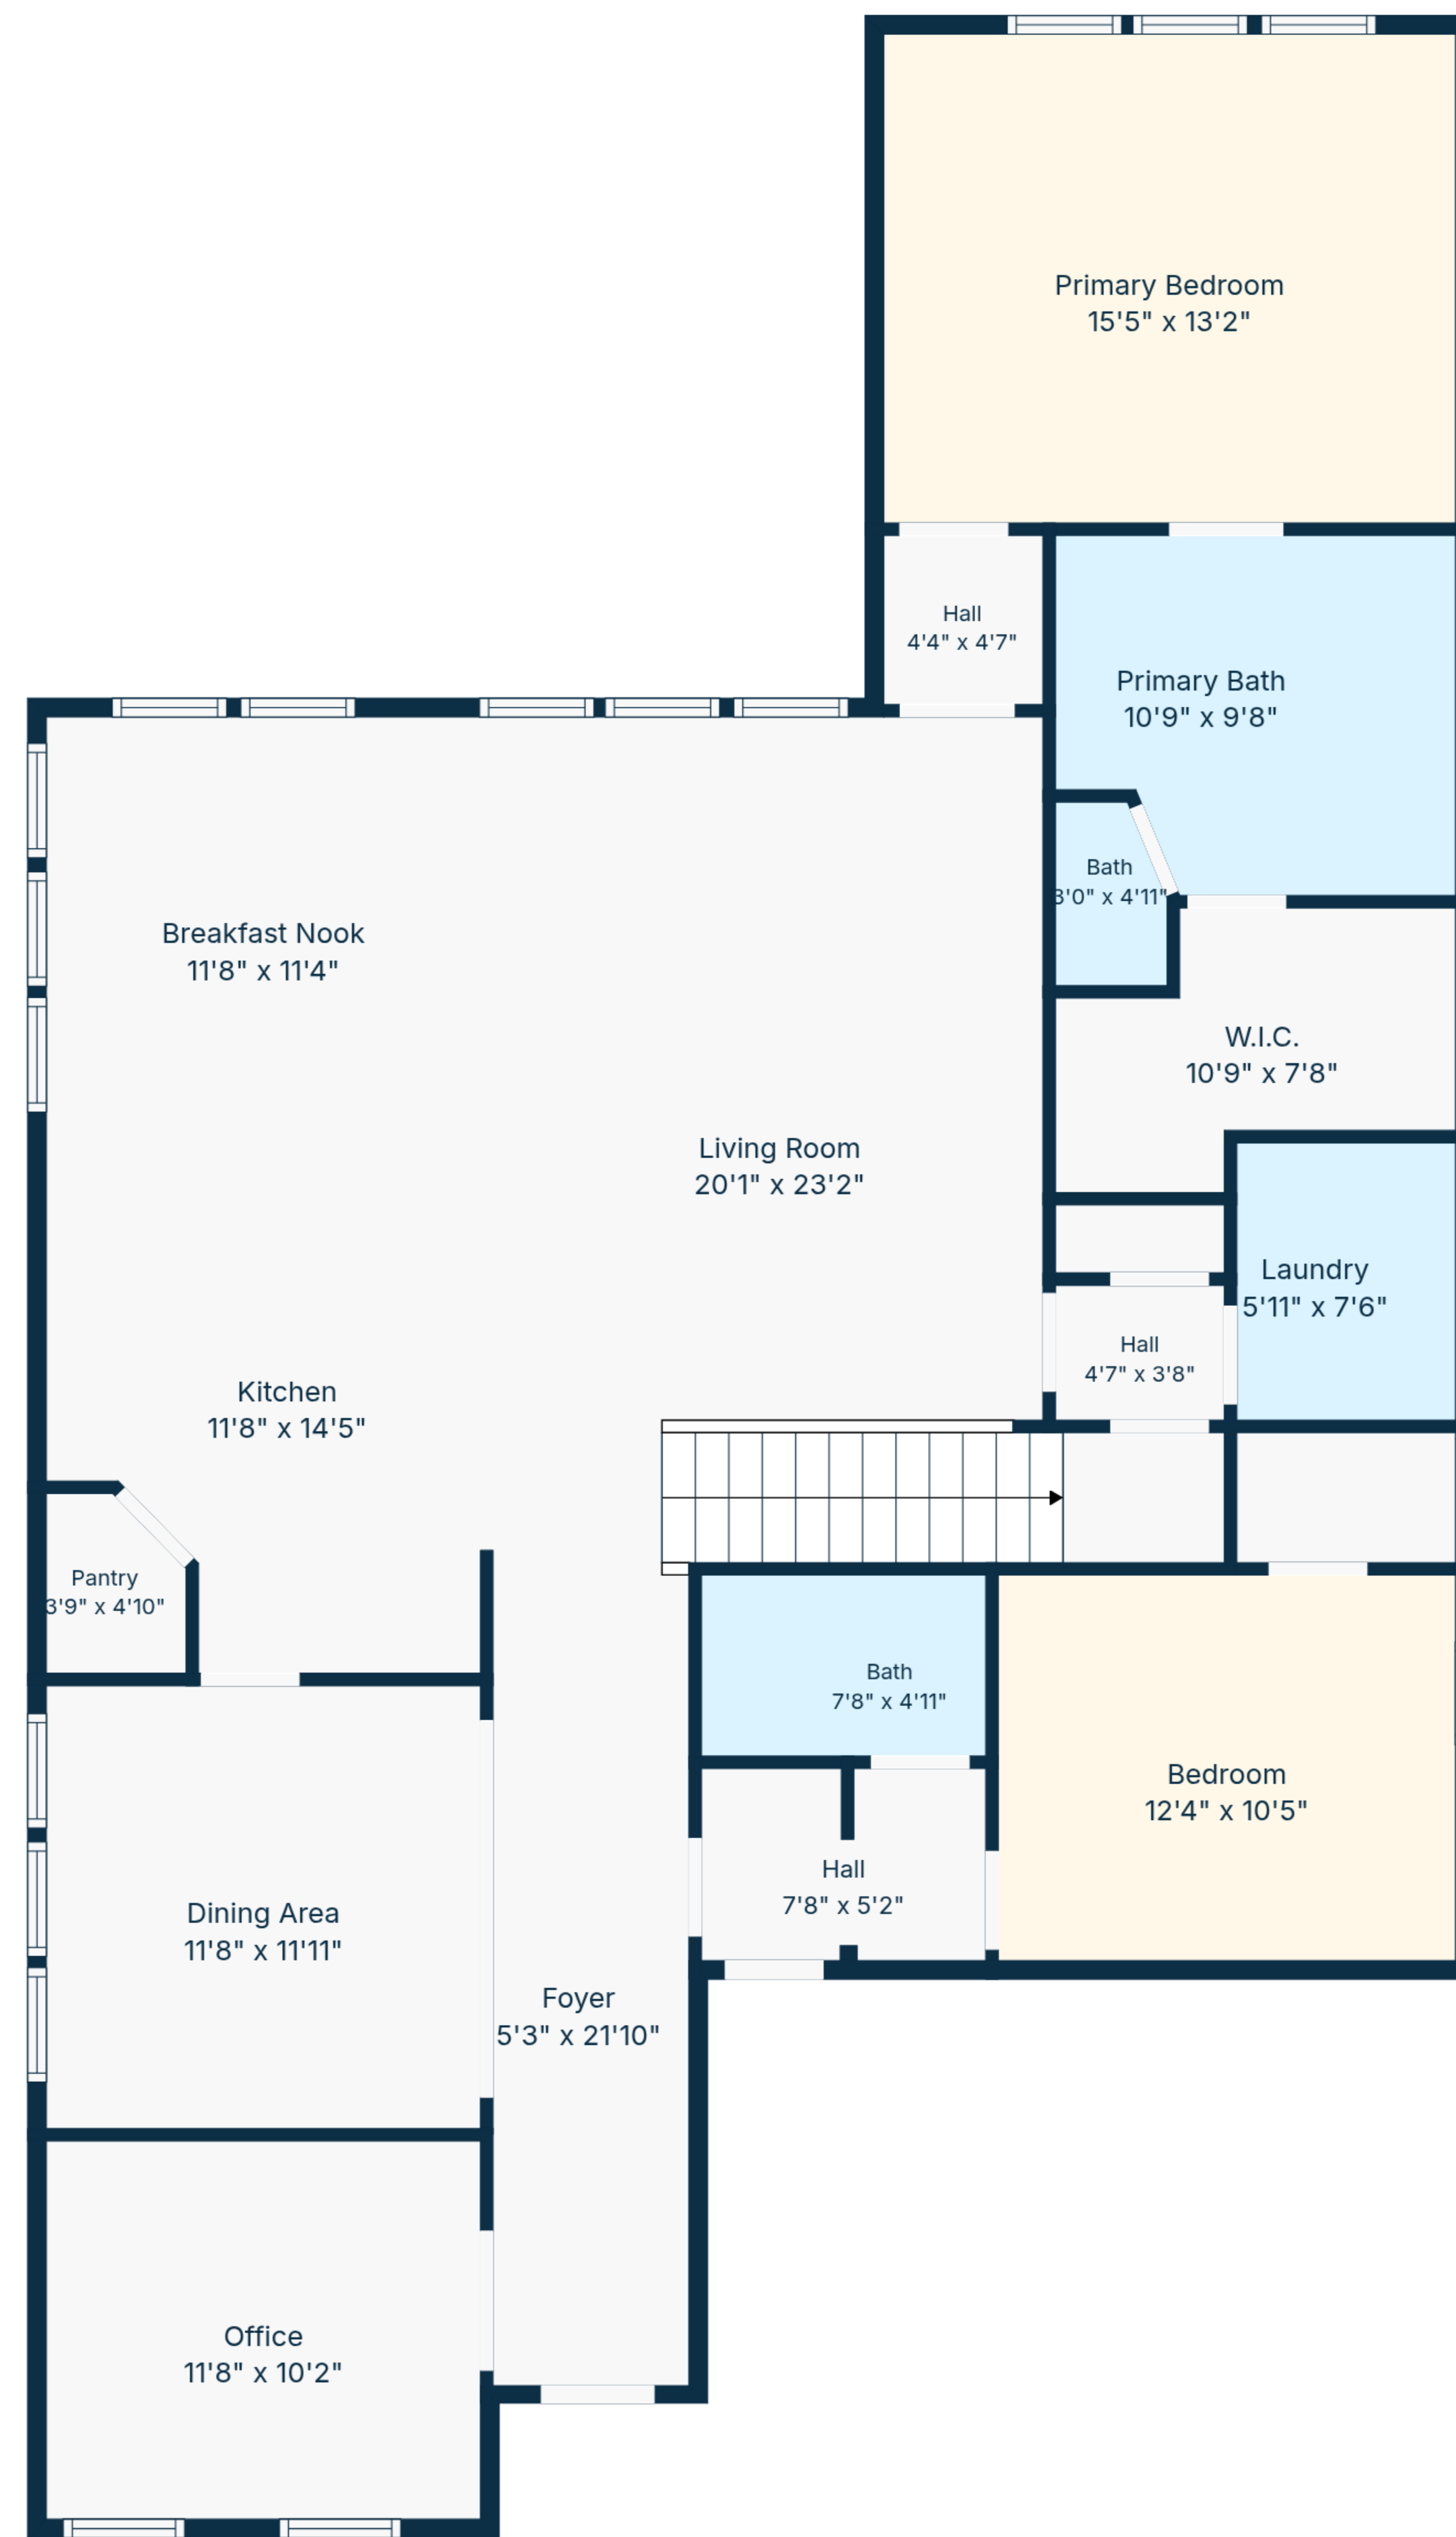 Primary Bedroom
15'5" x 13'2"
Hall
4'4" x 4'7"
Primary Bath
10'9" x 9'8"
Bath
3'0" x 4'11"
Breakfast Nook
11'8" x 11'4"
W.I.C.
10'9" x 7'8"
Living Room
20'1" x 23'2"
Laundry
5'11" x 7'6"
Hall
4'7" x 3'8"
Kitchen
11'8" x 14'5"
Pantry
3'9" x 4'10"
Bath
7'8" x 4'11"
Bedroom
12'4" x 10'5"
Hall
7'8" x 5'2"
Dining Area
11'8" x 11'11"
Foyer
5'3" x 21'10"
Office
11'8" x 10'2"